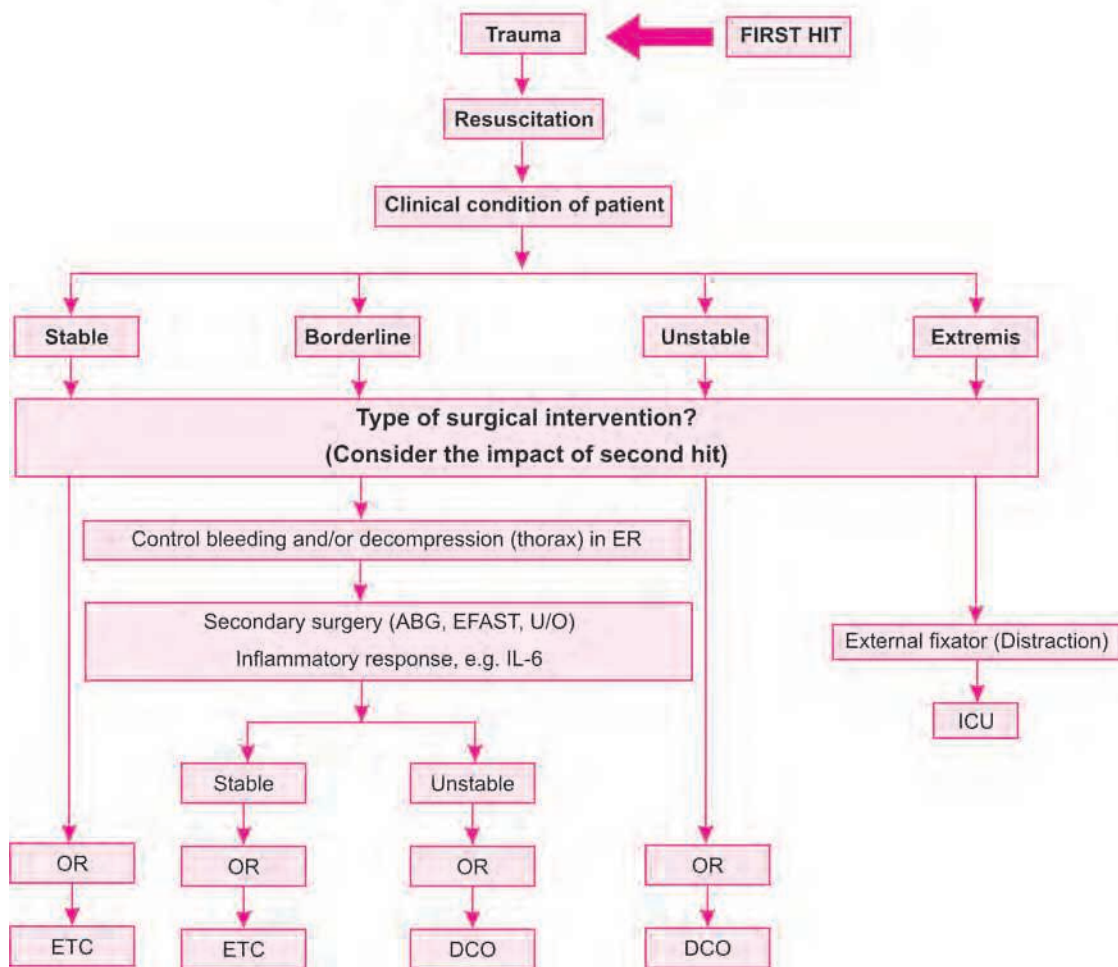 Trauma
FIRST HIT
Resuscitation
Clinical condition of patient
Stable
Borderline
Unstable
Extremis
Type of surgical intervention?
(Consider the impact of second hit)
Control bleeding and/or decompression (thorax) in ER
Secondary surgery (ABG, EFAST, U/O)
Inflammatory response, e.g. IL-6
External fixator (Distraction)
ICU
Stable
Unstable
OR
OR
OR
OR
ETC
ETC
DCO
DCO